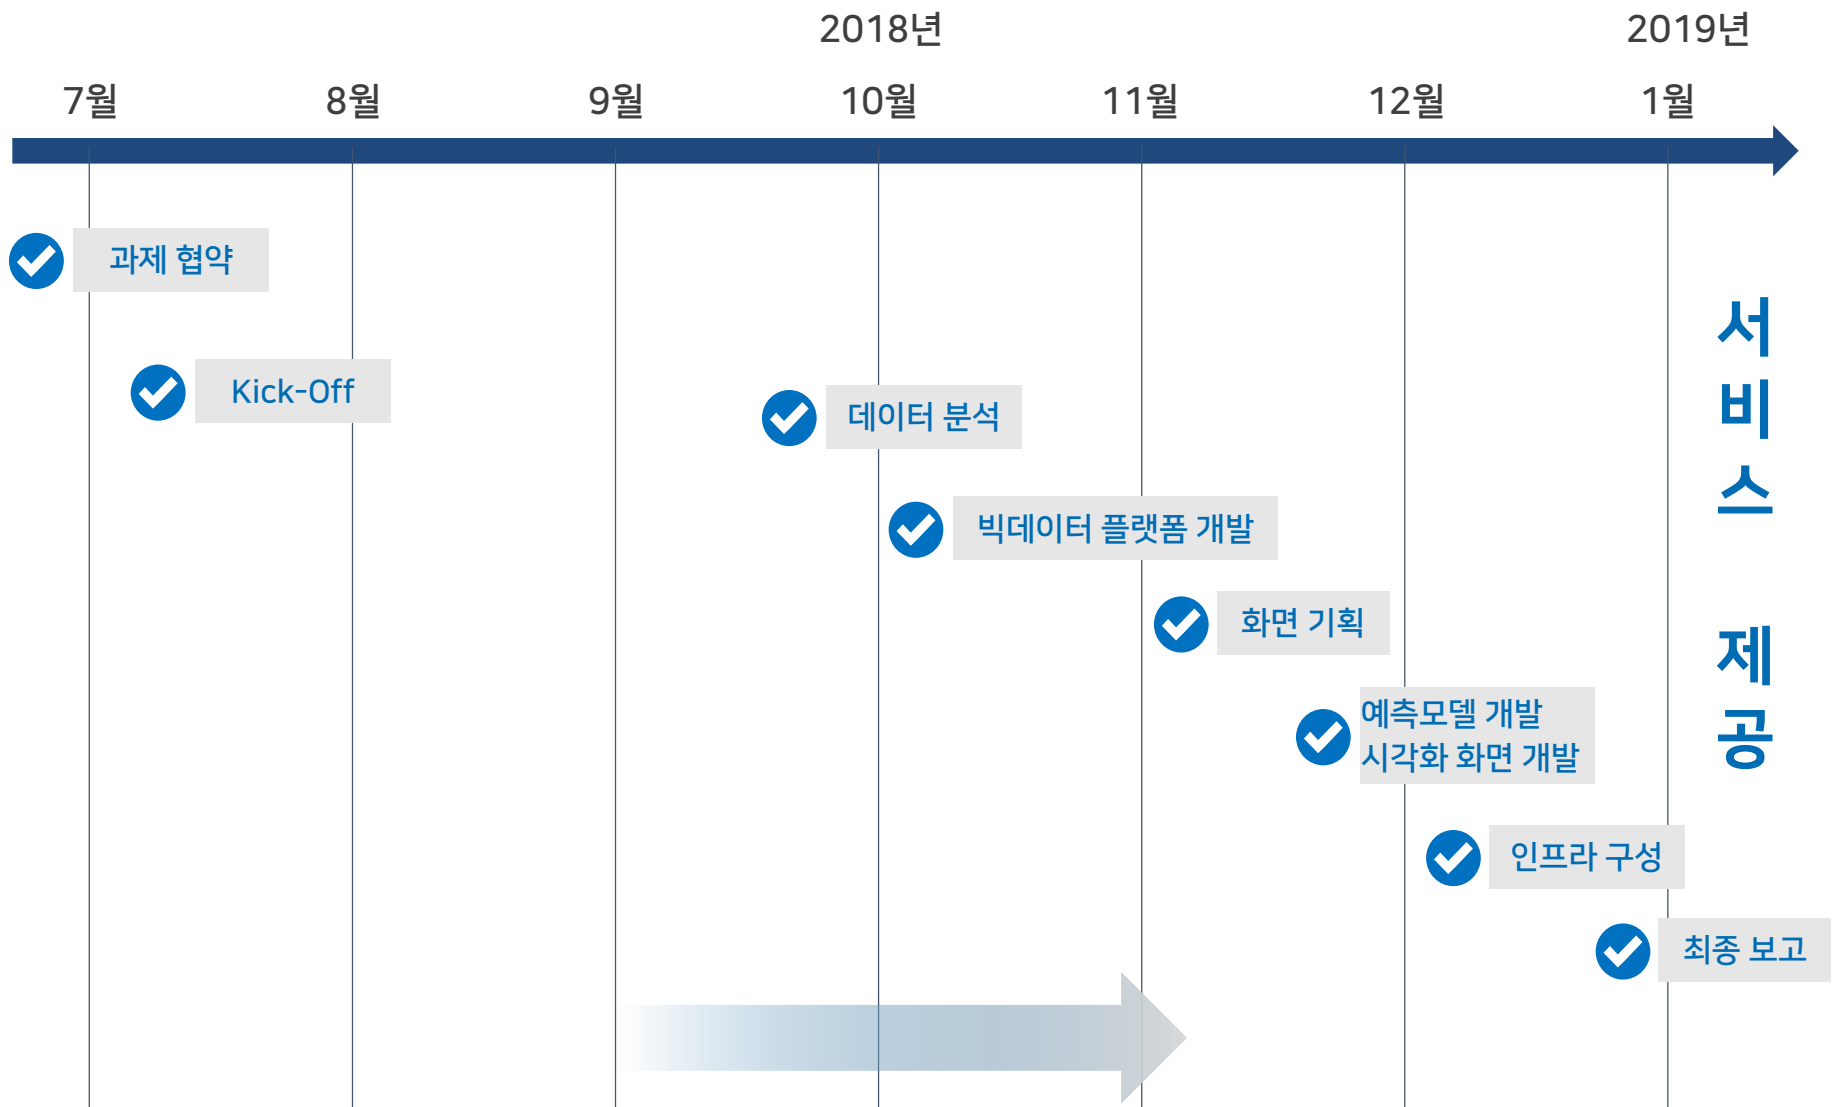 2018년
2019년
7월
8월
9월
10월
11월
12월
1월
과제 협약
Kick-Off
데이터 분석
빅데이터 플랫폼 개발
화면 기획
예측모델 개발
시각화 화면 개발
인프라 구성
최종 보고
서비스 제공